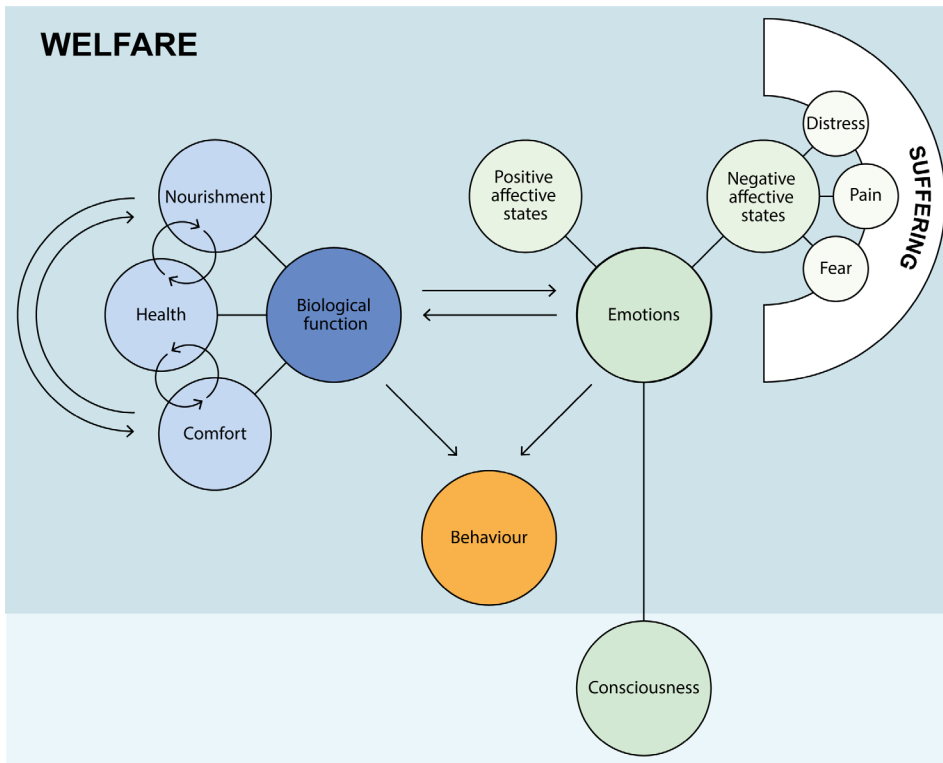 WELFARE
Distress
SUFFERING
Nourishment
Positive
affective
states
Negative
affective
states
Pain
Fear
Health
Biological
function
Emotions
Comfort
Behaviour
Consciousness